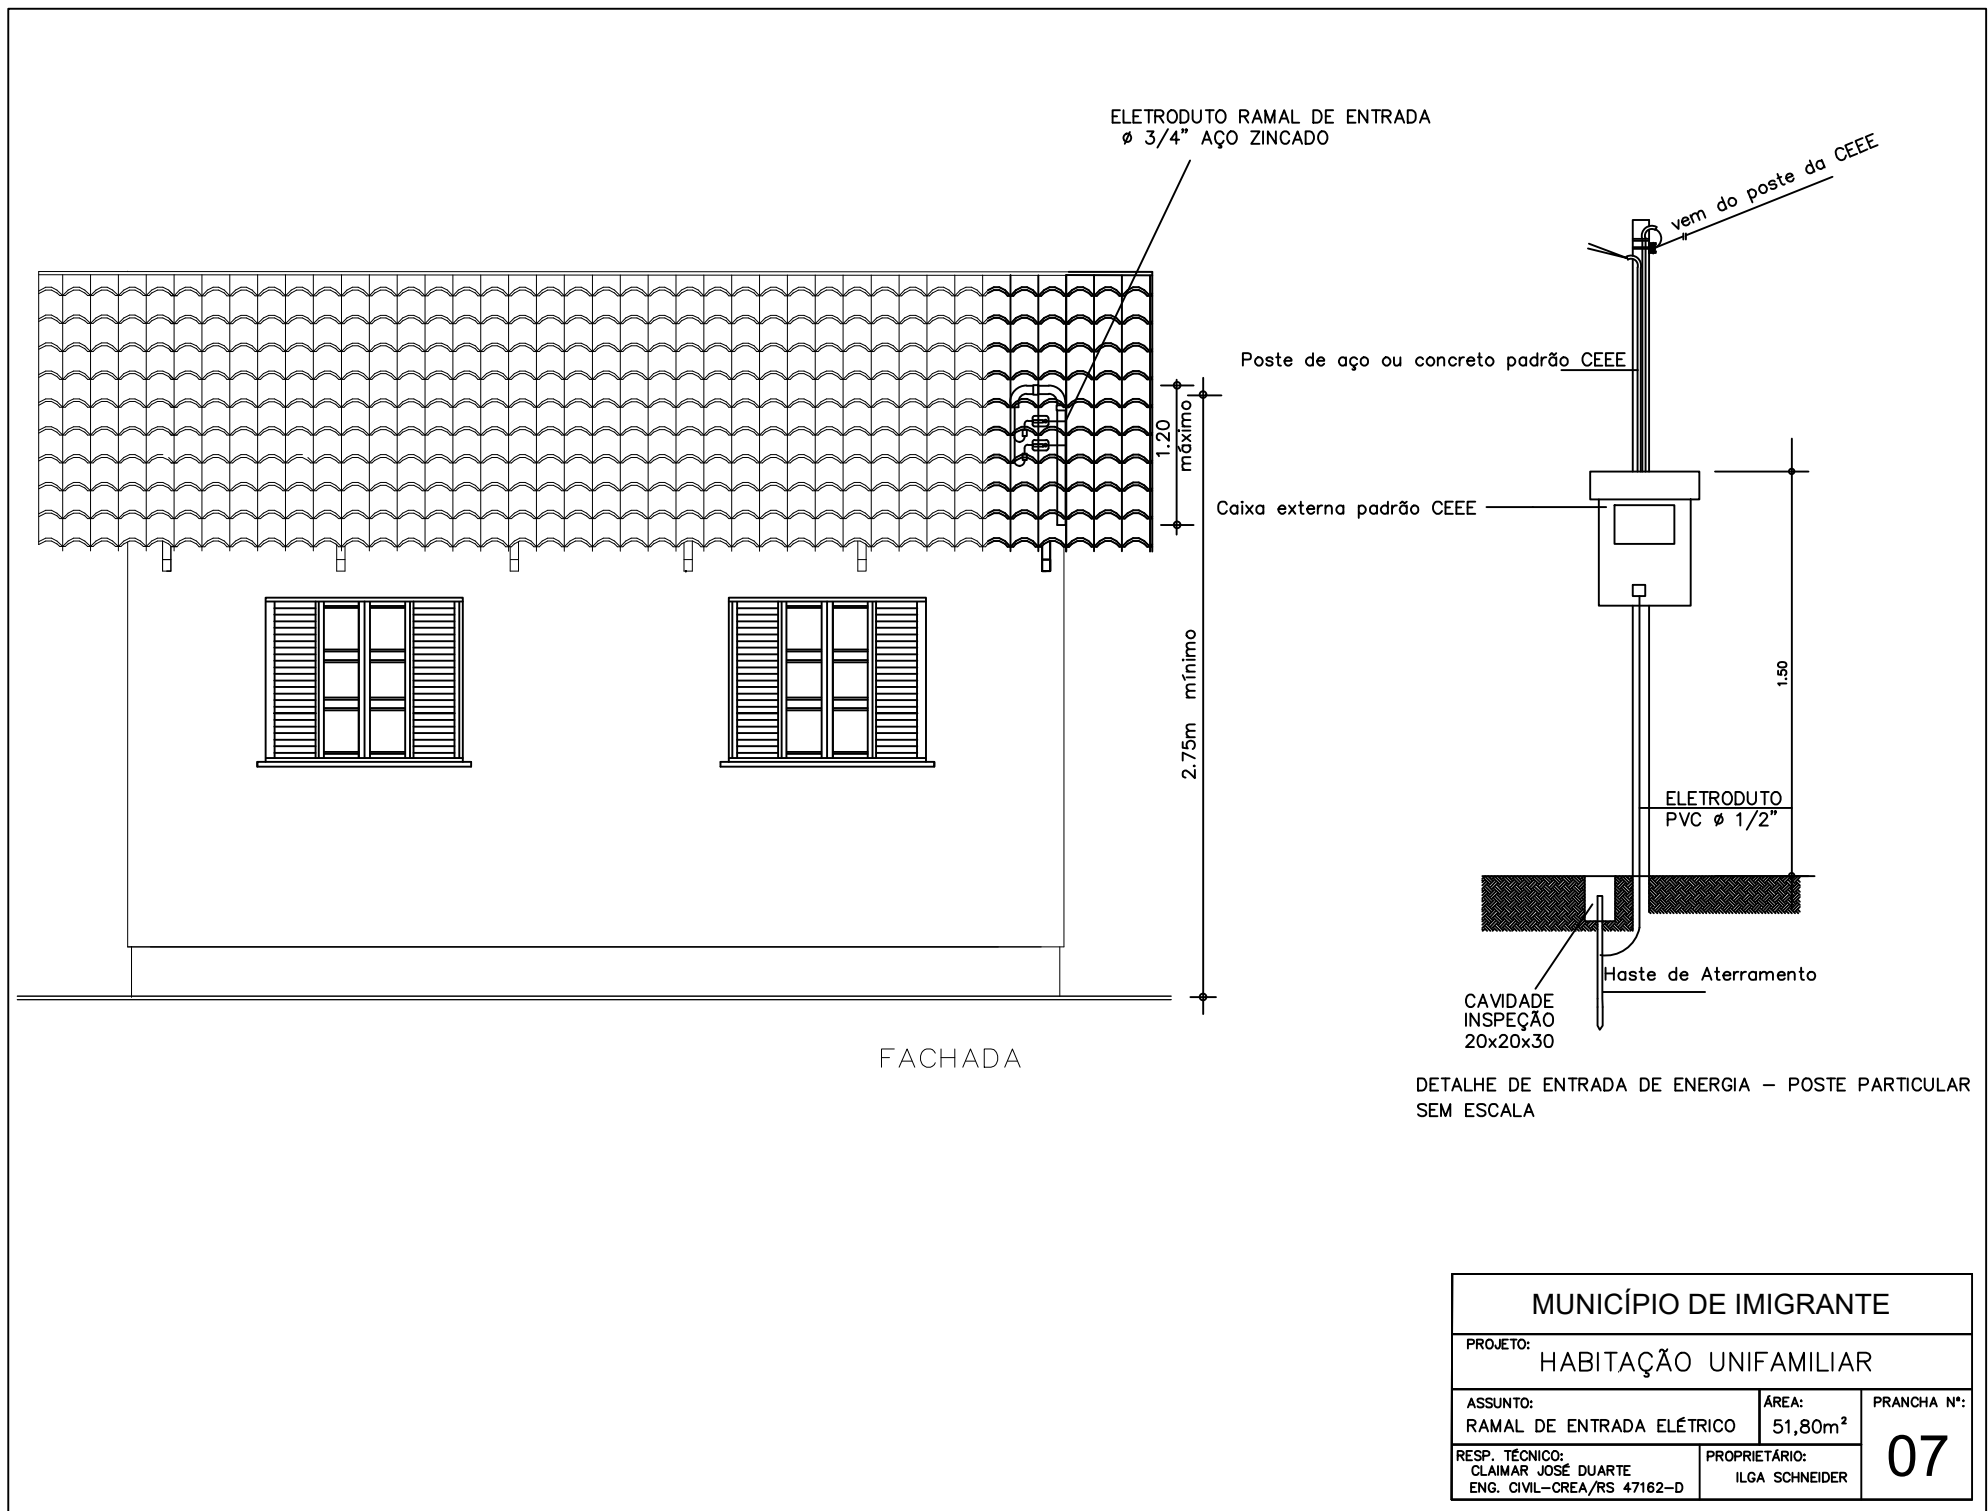 ELETRODUTO RAMAL DE ENTRADA
ø 3/4" AÇO ZINCADO
vem do poste da CEEE
Poste de aço ou concreto padrão CEEE
1.20
máximo
Caixa externa padrão CEEE
2.75m mínimo
1.50
ELETRODUTO
PVC ø 1/2"
Haste de Aterramento
CAVIDADE
INSPEÇÃO
20x20x30
FACHADA
DETALHE DE ENTRADA DE ENERGIA – POSTE PARTICULAR
SEM ESCALA
MUNICÍPIO DE IMIGRANTE
PROJETO:
HABITAÇÃO UNIFAMILIAR
ASSUNTO:
RAMAL DE ENTRADA ELÉTRICO
ÁREA:
51,80m²
PRANCHA Nº:
07
RESP. TÉCNICO:
CLAIMAR JOSÉ DUARTE
ENG. CIVIL–CREA/RS 47162–D
PROPRIETÁRIO:
ILGA SCHNEIDER